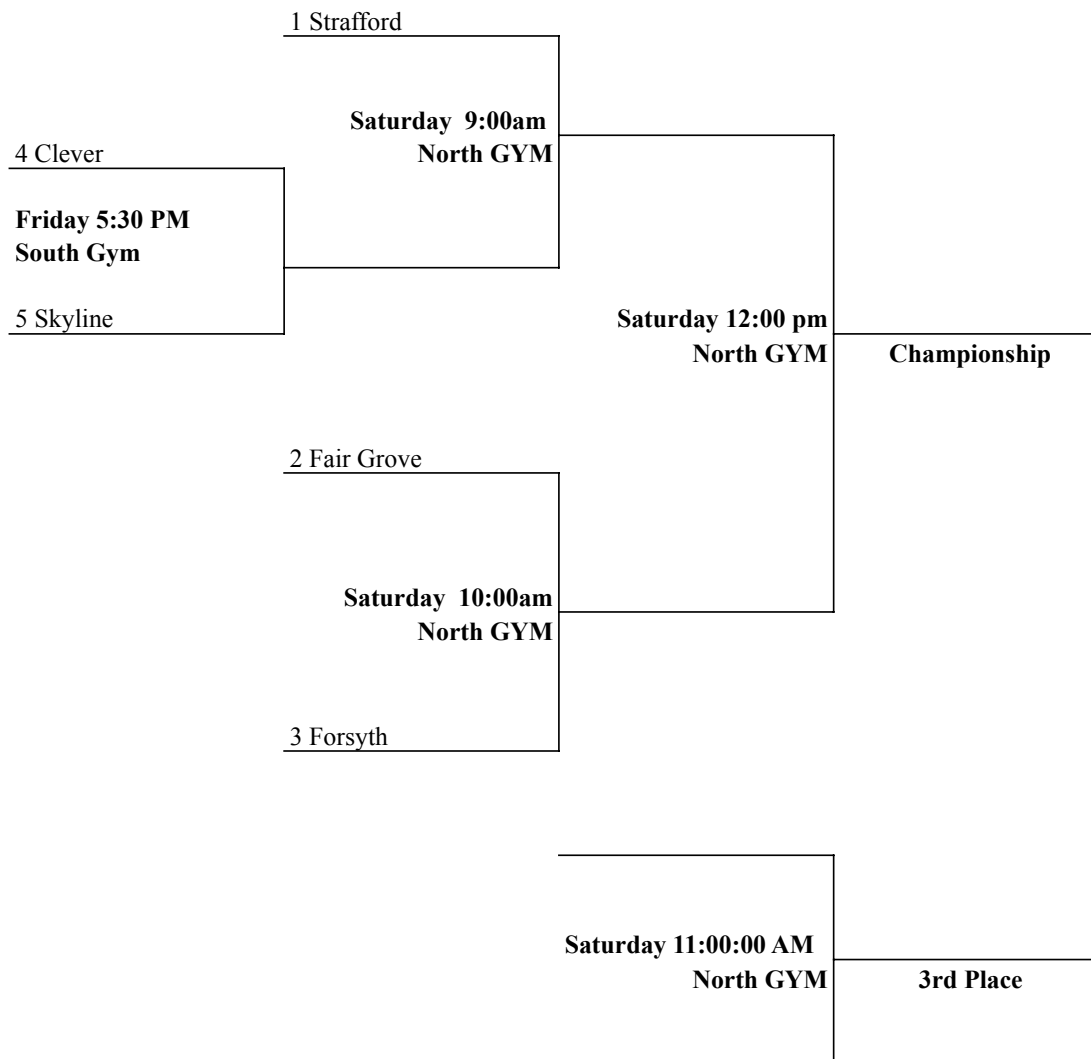 1 Strafford
Saturday  9:00am
North GYM
4 Clever
Friday 5:30 PM
South Gym
5 Skyline
Saturday 12:00 pm
North GYM
Championship
2 Fair Grove
Saturday  10:00am
North GYM
3 Forsyth
Saturday 11:00:00 AM
North GYM
3rd Place